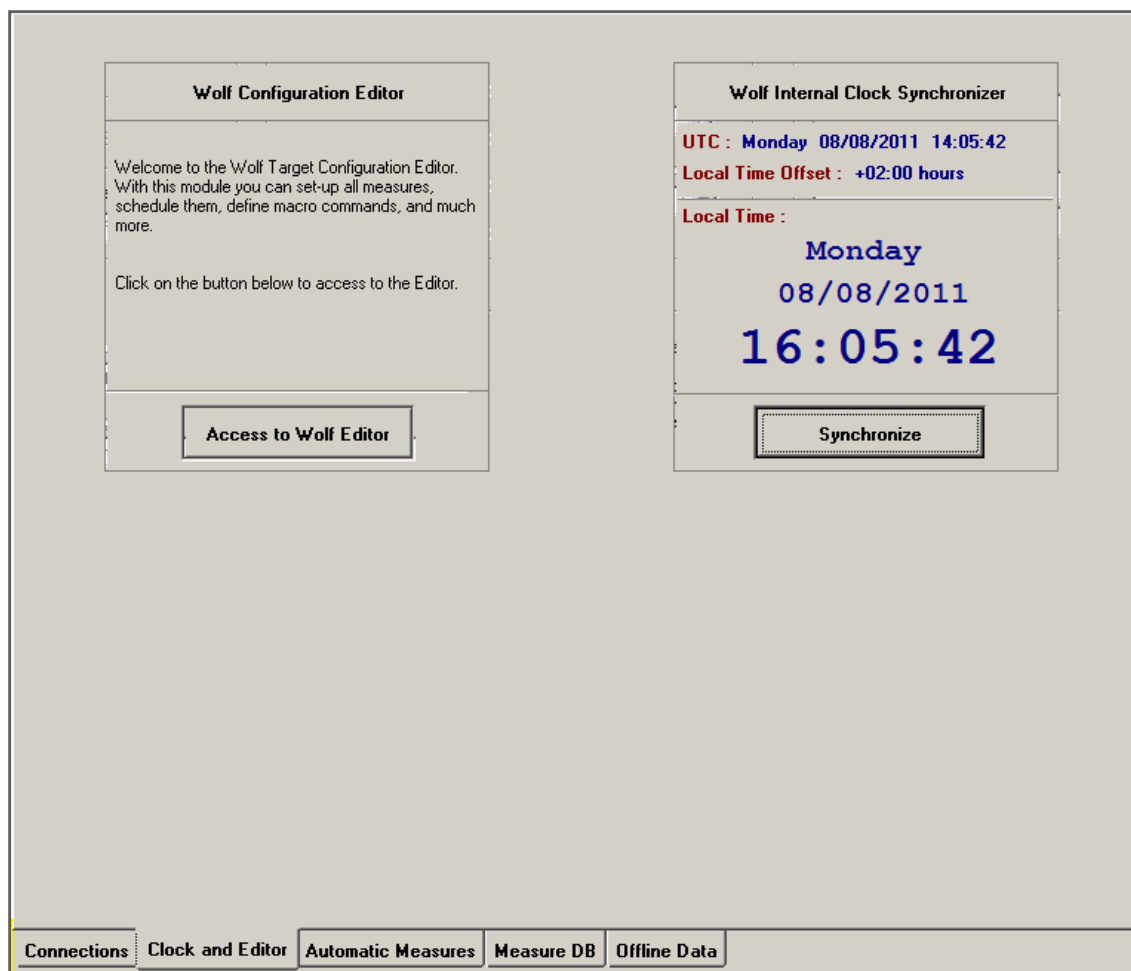 Wolf Configuration Editor
Welcome to the Wolf Target Configuration Editor.
With this module you can set-up all measures,
schedule them, define macro commands, and much
more.
Click on the button below to access to the Editor.
Access to Wolf Editor
Wolf Internal Clock Synchronizer
UTC : Monday 08/08/2011 14:05:42
Local Time Offset : +02:00 hours
Local Time :
Monday
08/08/2011
16:05:42
Synchronize
Connections
Clock and Editor
Automatic Measures
Measure DB
Offline Data